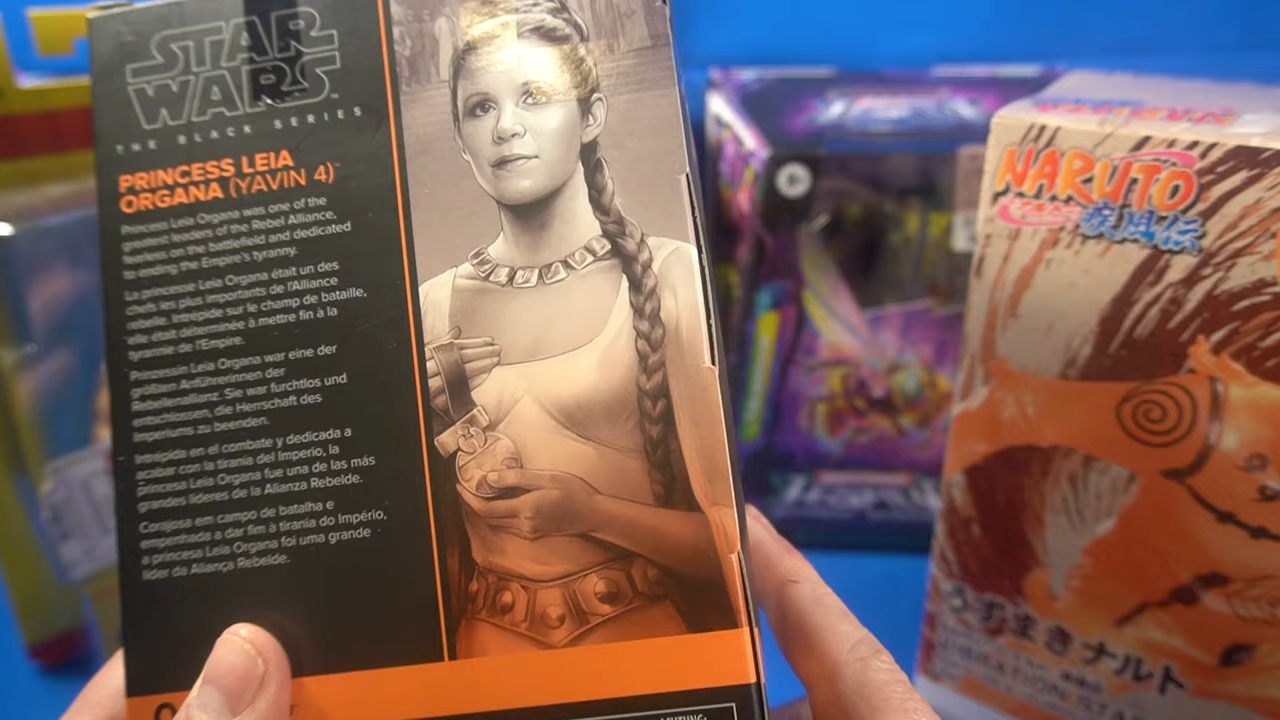 STAR
WARS
THE BLACK SERIES
PRINCESS LEIA
ORGANA (YAVIN 4)™
Princess Leia Organa was one of the
greatest leaders of the Rebel Alliance,
fearless on the battlefield and dedicated
to ending the Empire's tyranny.
La princesse Leia Organa était un des
chefs les plus importants de l'Alliance
rebelle. Intrépide sur le champ de bataille,
elle était déterminée à mettre fin à la
tyrannie de l'Empire.
Prinzessin Leia Organa war eine der
größten Anführerinnen der
Rebellenallianz. Sie war furchtlos und
entschlossen, die Herrschaft des
Imperiums zu beenden.
Intrépida en el combate y dedicada a
acabar con la tiranía del Imperio, la
princesa Leia Organa fue una de las más
grandes líderes de la Alianza Rebelde.
Corajosa em campo de batalha e
empenhada a dar fim à tirania do Império,
a princesa Leia Organa foi uma grande
líder da Aliança Rebelde.
ACHTUNG:
NARUTO
疾風伝
うずまきナルト